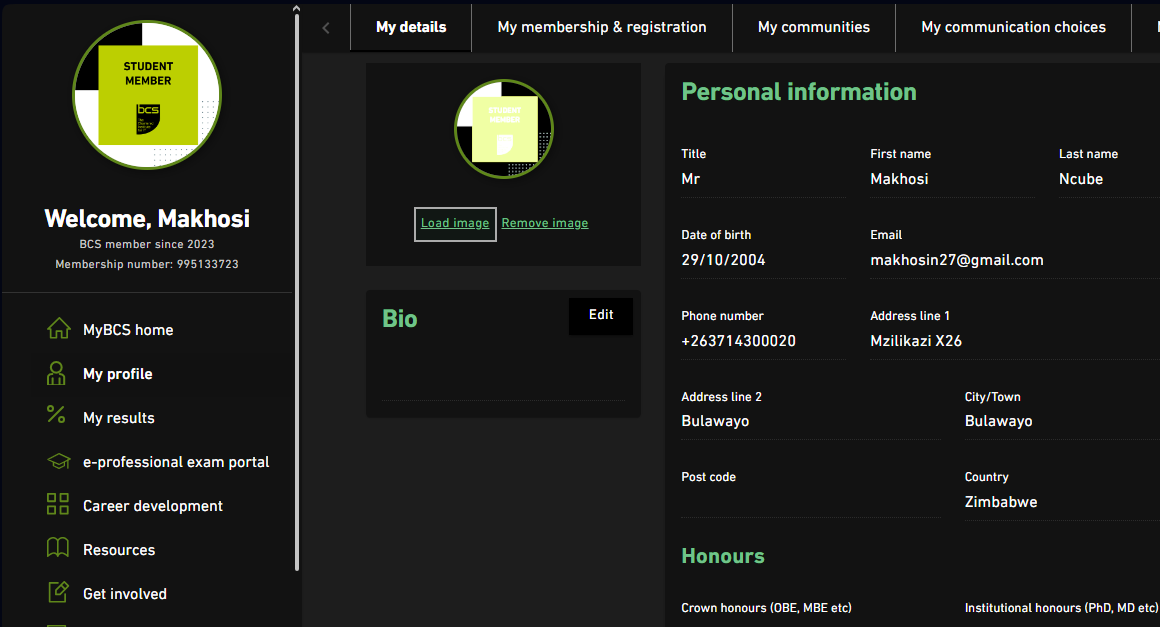 STUDENT
MEMBER
bcs
Welcome, Makhosi
BCS member since 2023
Membership number: 995133723
MyBCS home
My profile
My results
e-professional exam portal
Career development
Resources
Get involved
My details
My membership & registration
My communities
My communication choices
STUDENT
MEMBER
Load image
Remove image
Bio
Edit
Personal information
Title
First name
Last name
Mr
Makhosi
Ncube
Date of birth
Email
29/10/2004
makhosin27@gmail.com
Phone number
Address line 1
+263714300020
Mzilikazi X26
Address line 2
City/Town
Bulawayo
Bulawayo
Post code
Country
Zimbabwe
Honours
Crown honours (OBE, MBE etc)
Institutional honours (PhD, MD etc)